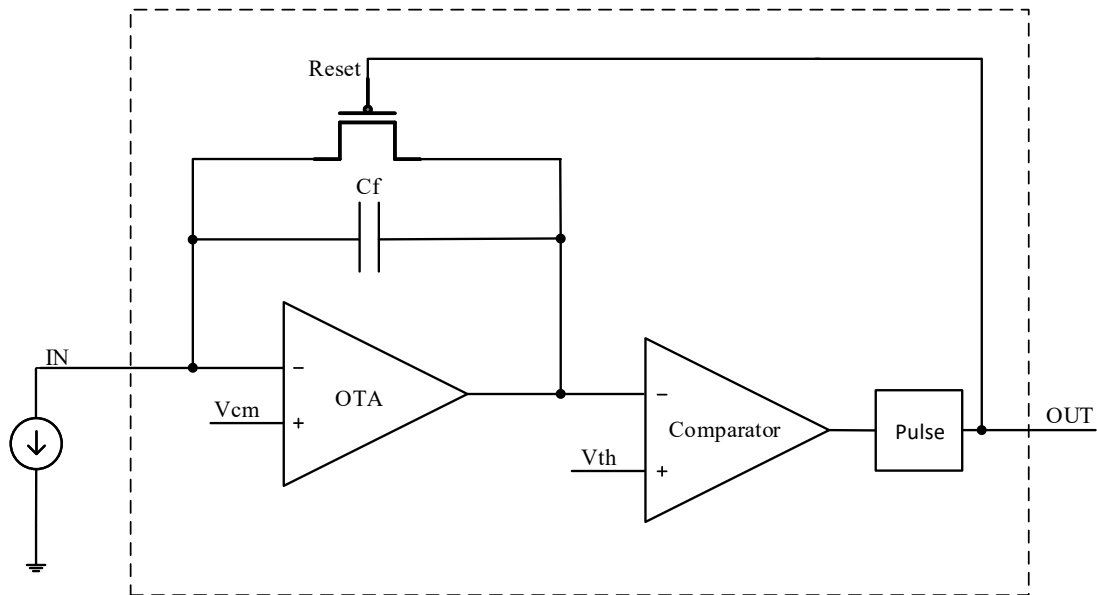 Reset
Cf
IN
−
OTA
Vcm
+
−
Comparator
Vth
+
Pulse
OUT